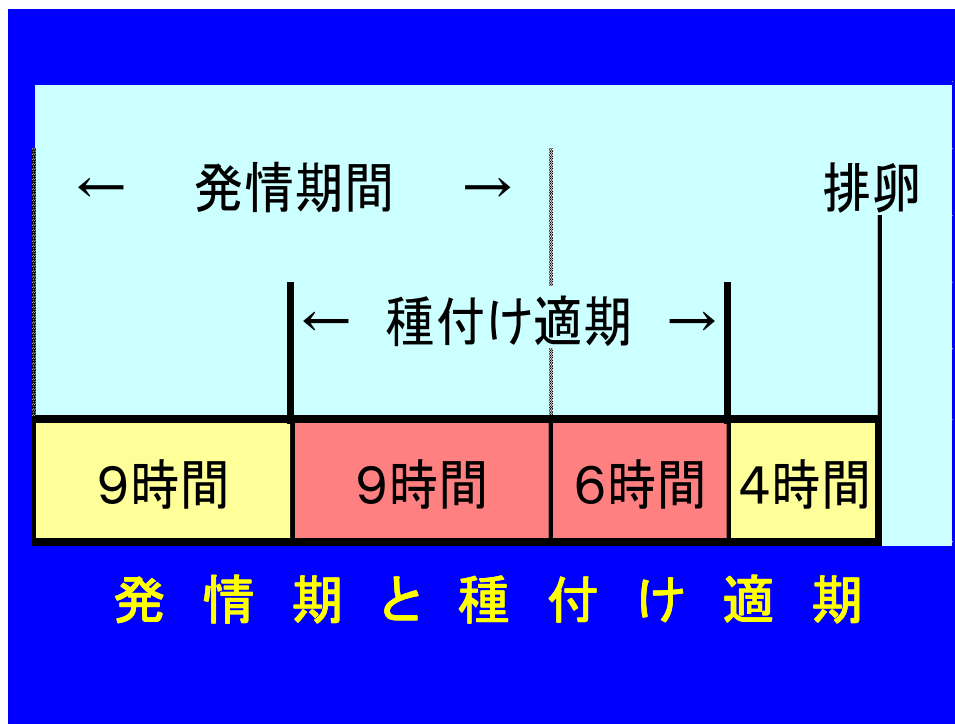 ← 発情期間 → 排卵
← 種付け適期 →
9時間 9時間 6時間 4時間
発情期と種付け適期